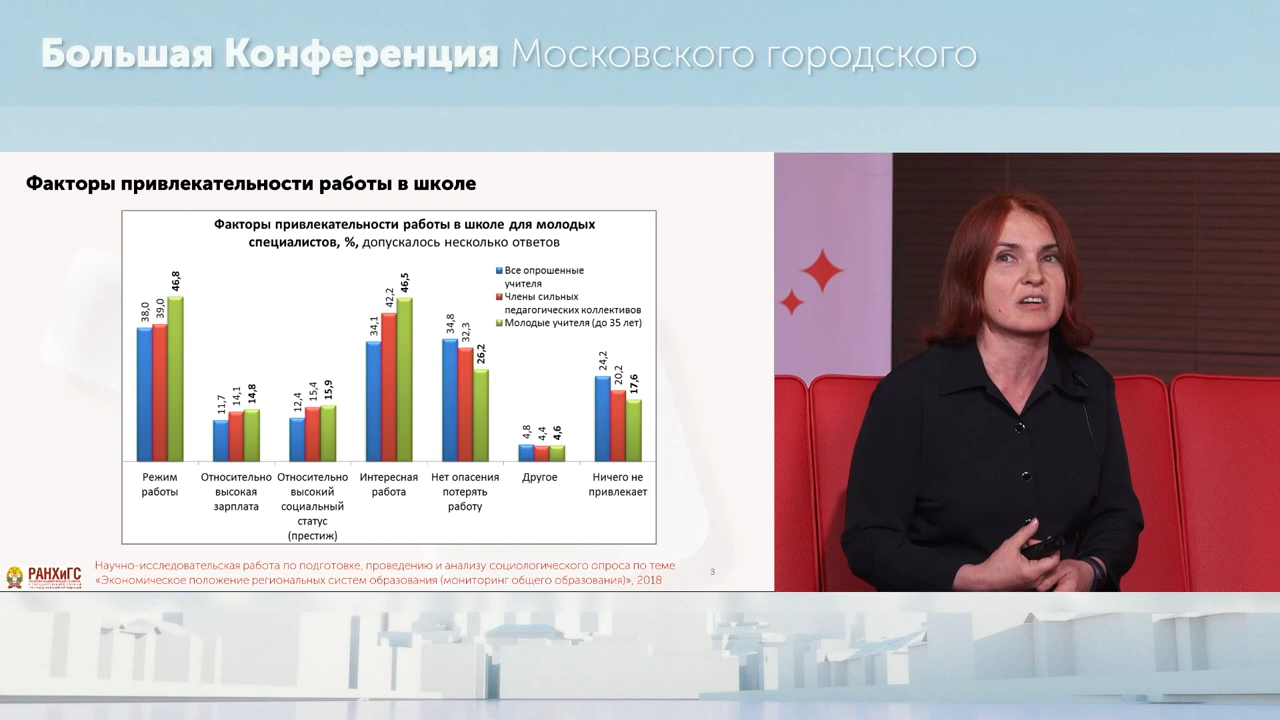 Большая Конференция Московского городского
Факторы привлекательности работы в школе
Факторы привлекательности работы в школе для молодых
специалистов, %, допускалось несколько ответов
Все опрошенные
учителя
Члены сильных
педагогических коллективов
Молодые учителя (до 35 лет)
38,0 39,0 46,8
11,7 14,1 14,8
12,4 15,4 15,9
34,1 42,2 46,5
34,8 32,3 26,2
4,8 4,4 4,6
24,2 20,2 17,6
Режим
работы
Относительно
высокая
зарплата
Относительно
высокий
социальный
статус
(престиж)
Интересная
работа
Нет опасения
потерять
работу
Другое
Ничего не
привлекает
РАНХиГС
Научно-исследовательская работа по подготовке, проведению и анализу социологического опроса по теме
«Экономическое положение региональных систем образования (мониторинг общего образования)», 2018
3